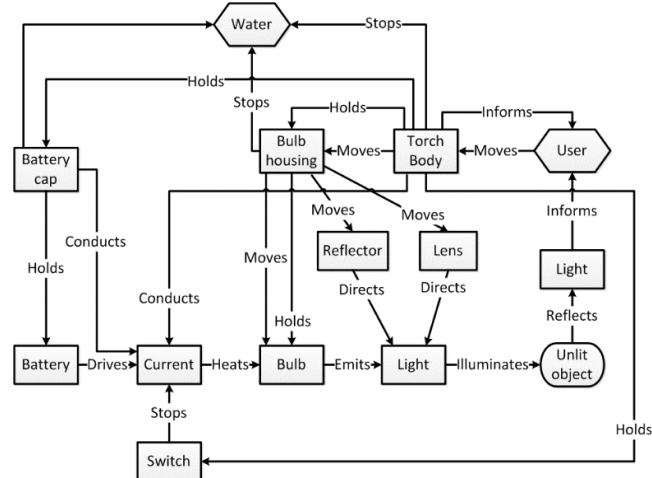 Water
Stops
Holds
Stops
Holds
Informs
Battery
cap
Bulb
housing
Moves
Torch
Body
Moves
User
Conducts
Moves
Moves
Informs
Reflector
Lens
Light
Holds
Moves
Conducts
Directs
Directs
Holds
Reflects
Battery
Drives
Current
Heats
Bulb
Emits
Light
Illuminates
Unlit
object
Stops
Holds
Switch